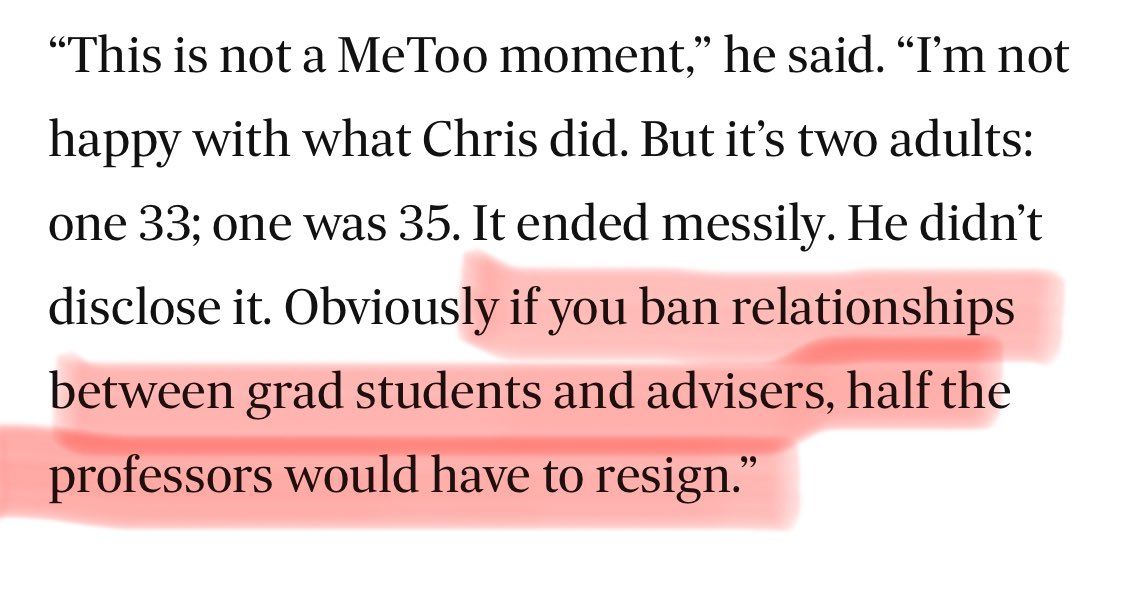 “This is not a MeToo moment,” he said. “I’m not
happy with what Chris did. But it’s two adults:
one 33; one was 35. It ended messily. He didn’t
disclose it. Obviously if you ban relationships
between grad students and advisers, half the
professors would have to resign.”